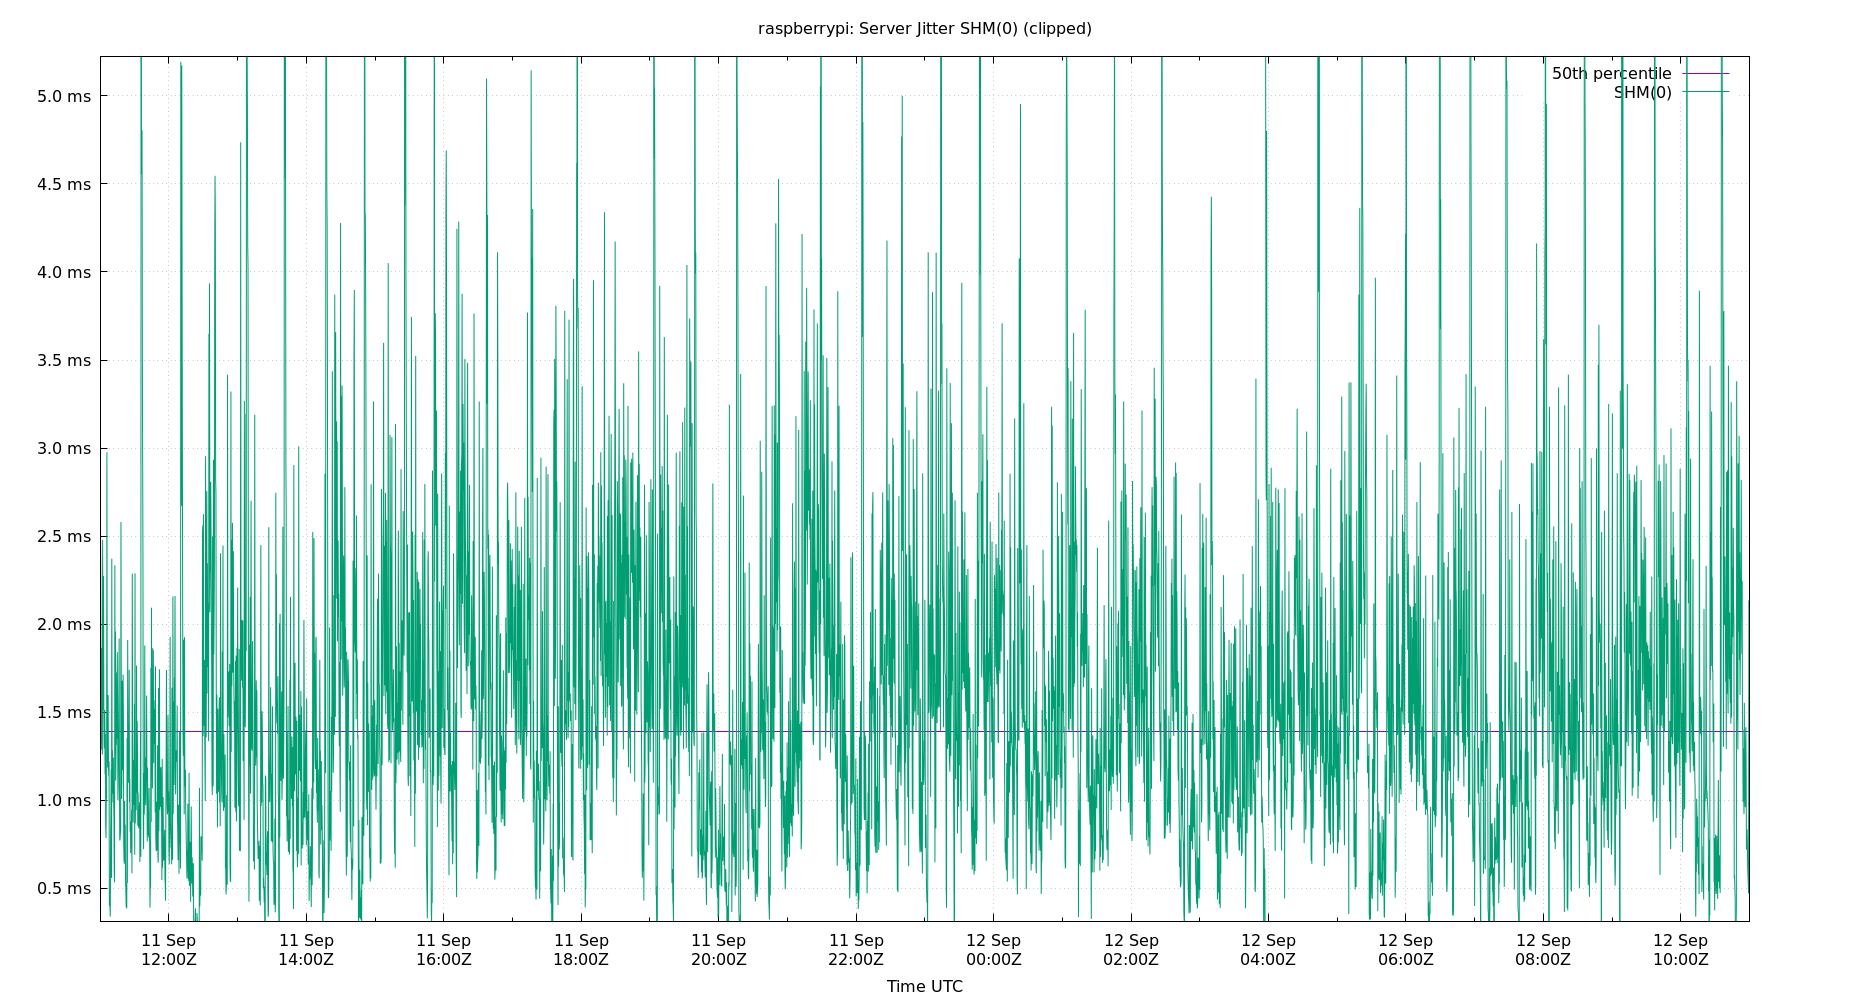 raspberrypi: Server Jitter SHM(0) (clipped)
50th percentile
SHM(0)
5.0 ms
4.5 ms
4.0 ms
3.5 ms
3.0 ms
2.5 ms
2.0 ms
1.5 ms
1.0 ms
0.5 ms
11 Sep 11 Sep 11 Sep 11 Sep 11 Sep 11 Sep 12 Sep 12 Sep 12 Sep 12 Sep 12 Sep 12 Sep
12:00Z 14:00Z 16:00Z 18:00Z 20:00Z 22:00Z 00:00Z 02:00Z 04:00Z 06:00Z 08:00Z 10:00Z
Time UTC